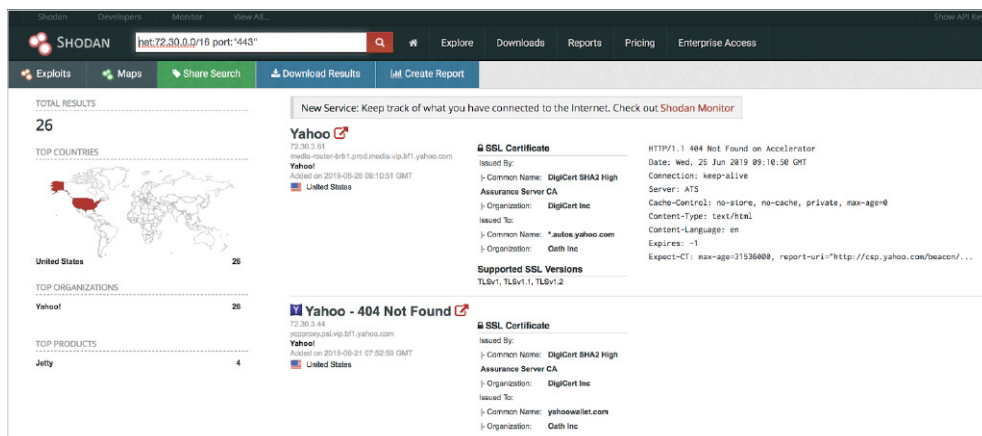 Shodan Developers Monitor View All... Show API Key
SHODAN net:72.30.0.0/16 port:"443" Explore Downloads Reports Pricing Enterprise Access
Exploits Maps Share Search Download Results Create Report
TOTAL RESULTS
26
TOP COUNTRIES
United States 26
TOP ORGANIZATIONS
Yahoo! 26
TOP PRODUCTS
Jetty 4
New Service: Keep track of what you have connected to the Internet. Check out Shodan Monitor
Yahoo
72.30.3.61
media-router-brb1.prod.media.vip.bf1.yahoo.com
Yahoo!
Added on 2019-06-26 09:10:51 GMT
United States
SSL Certificate
Issued By:
|- Common Name: DigiCert SHA2 High
Assurance Server CA
|- Organization: DigiCert Inc
Issued To:
|- Common Name: *.autos.yahoo.com
|- Organization: Oath Inc
Supported SSL Versions
TLSv1, TLSv1.1, TLSv1.2
HTTP/1.1 404 Not Found on Accelerator
Date: Wed, 26 Jun 2019 09:10:50 GMT
Connection: keep-alive
Server: ATS
Cache-Control: no-store, no-cache, private, max-age=0
Content-Type: text/html
Content-Language: en
Expires: -1
Expect-CT: max-age=31536000, report-uri="http://csp.yahoo.com/beacon/...
Yahoo - 404 Not Found
72.30.3.44
ycpproxy.psi.vip.bf1.yahoo.com
Yahoo!
Added on 2019-06-21 07:52:59 GMT
United States
SSL Certificate
Issued By:
|- Common Name: DigiCert SHA2 High
Assurance Server CA
|- Organization: DigiCert Inc
Issued To:
|- Common Name: yahoowallet.com
|- Organization: Oath Inc